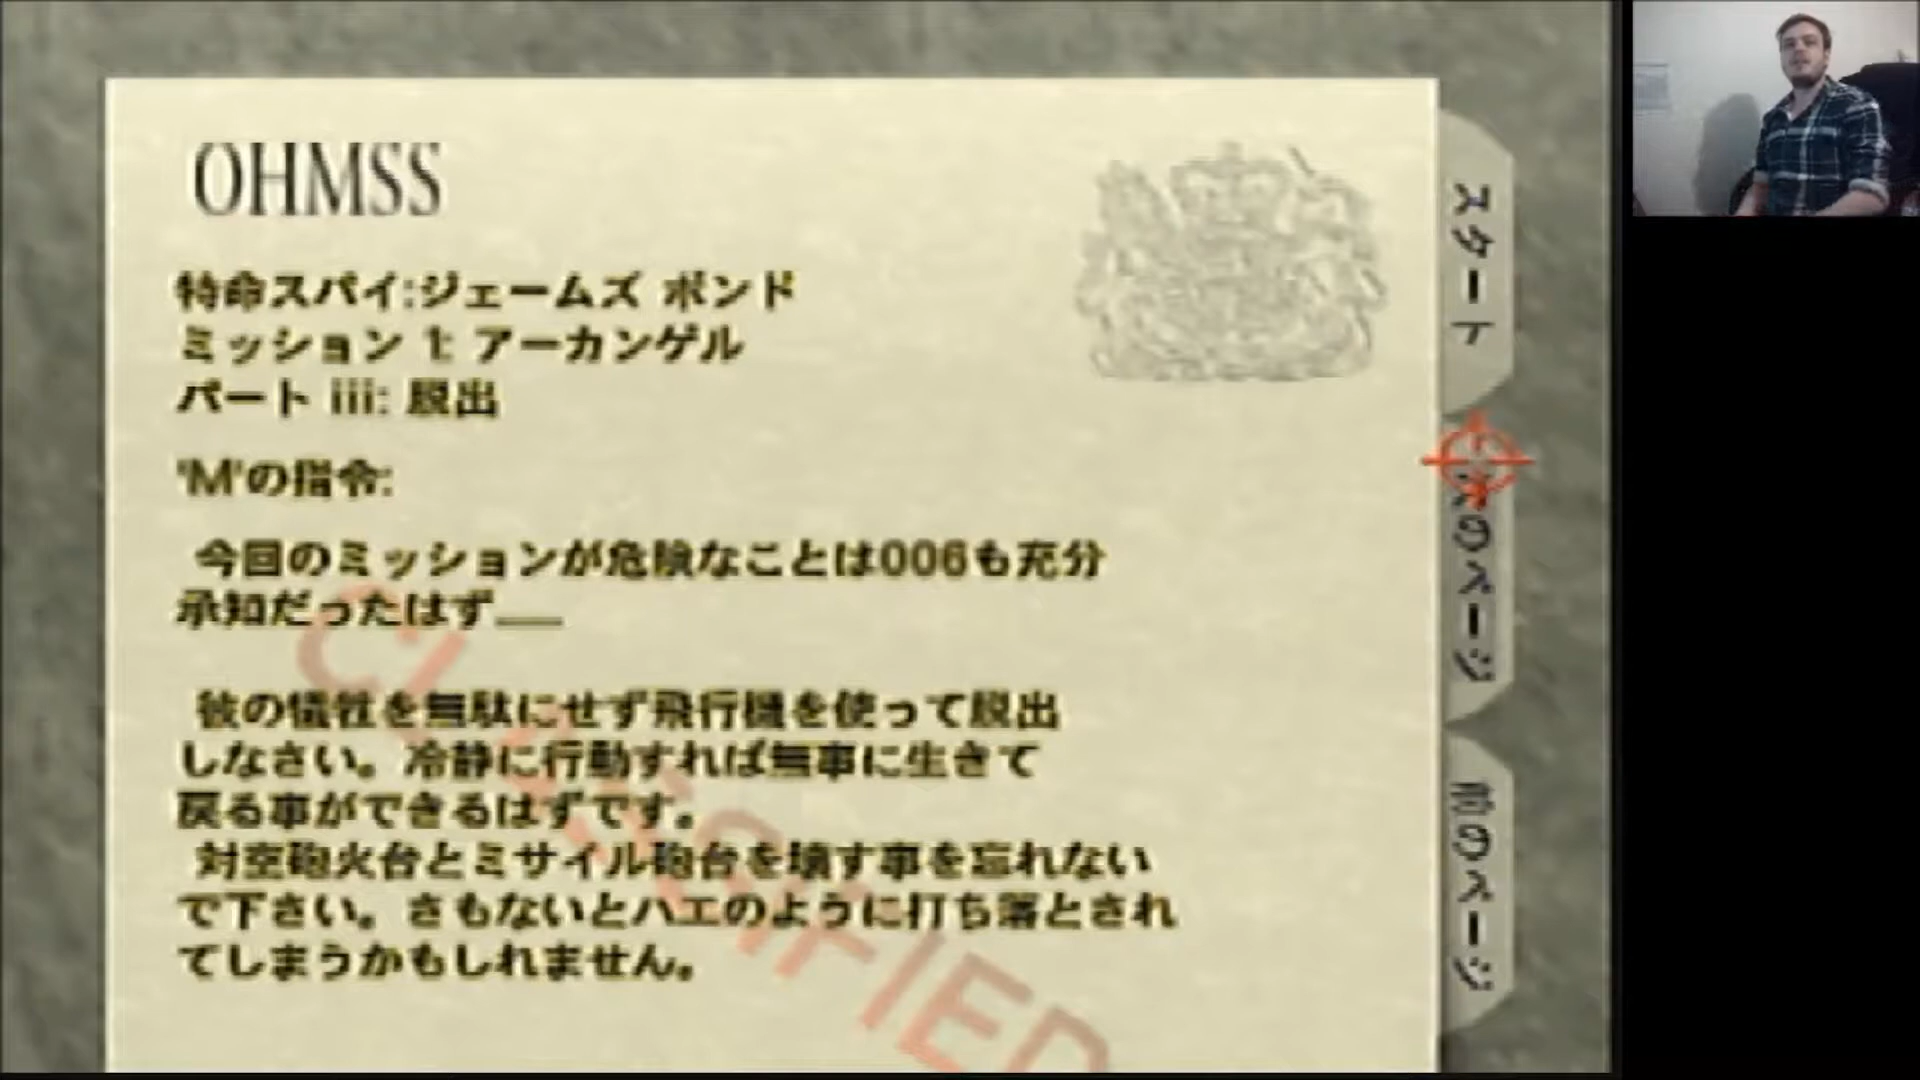 OHMSS
特命スパイ:ジェームズ ボンド
ミッション 1: アーカンゲル
パート iii: 脱出
'M'の指令:
今回のミッションが危険なことは006も充分
承知だったはず......
彼の犠牲を無駄にせず飛行機を使って脱出
しなさい。冷静に行動すれば無事に生きて
戻る事ができるはずです。
対空砲火台とミサイル砲台を壊す事を忘れない
で下さい。さもないとハエのように打ち落とされ
てしまうかもしれません。
CLASSIFIED
スタート
のページ
前のページ